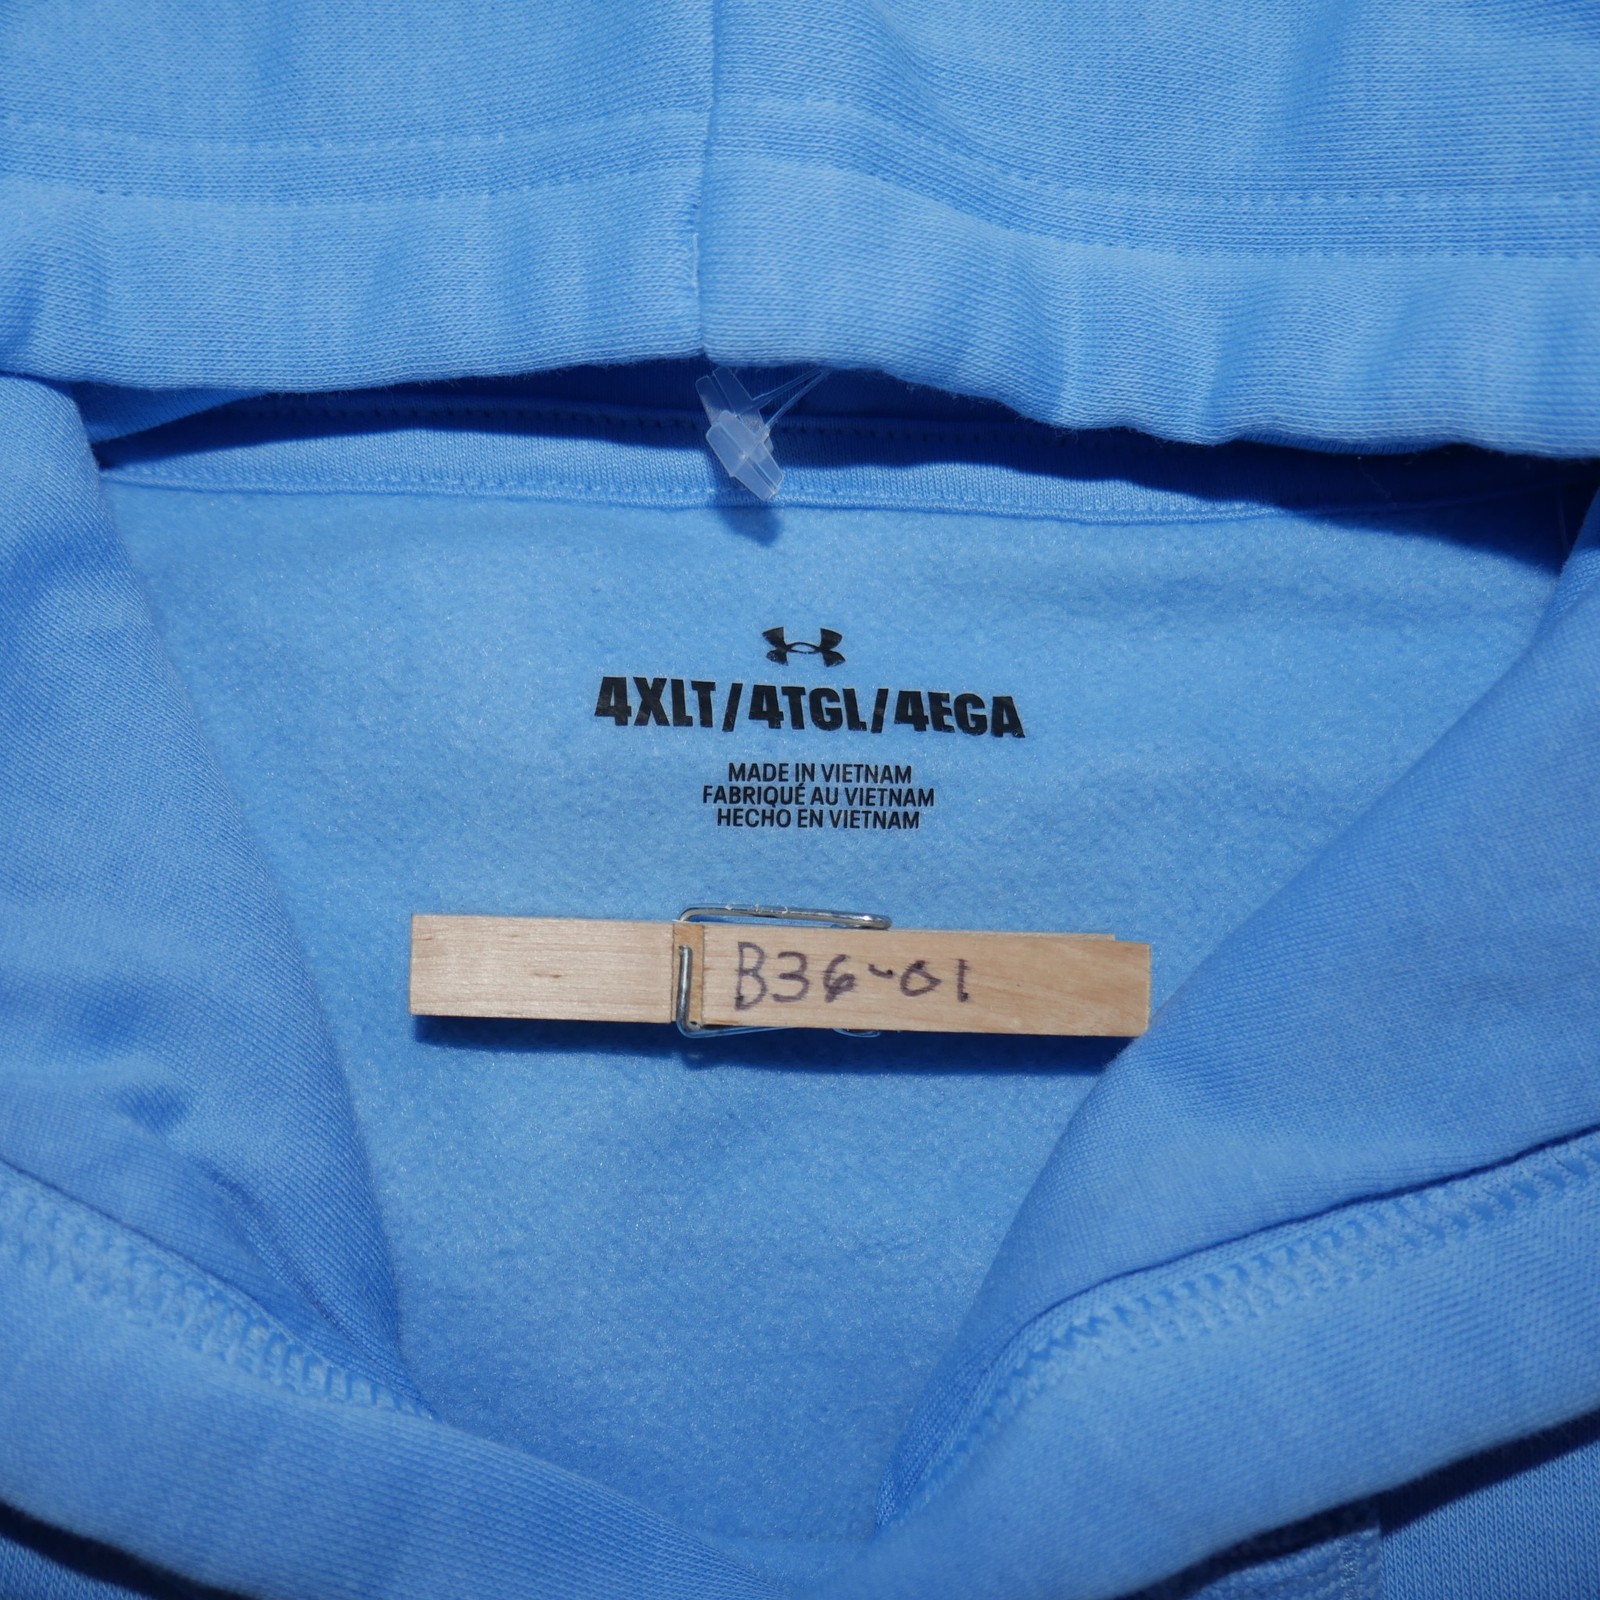 4XLT/4TGL/4EGA
MADE IN VIETNAM
FABRIQUÉ AU VIETNAM
HECHO EN VIETNAM
B36-01